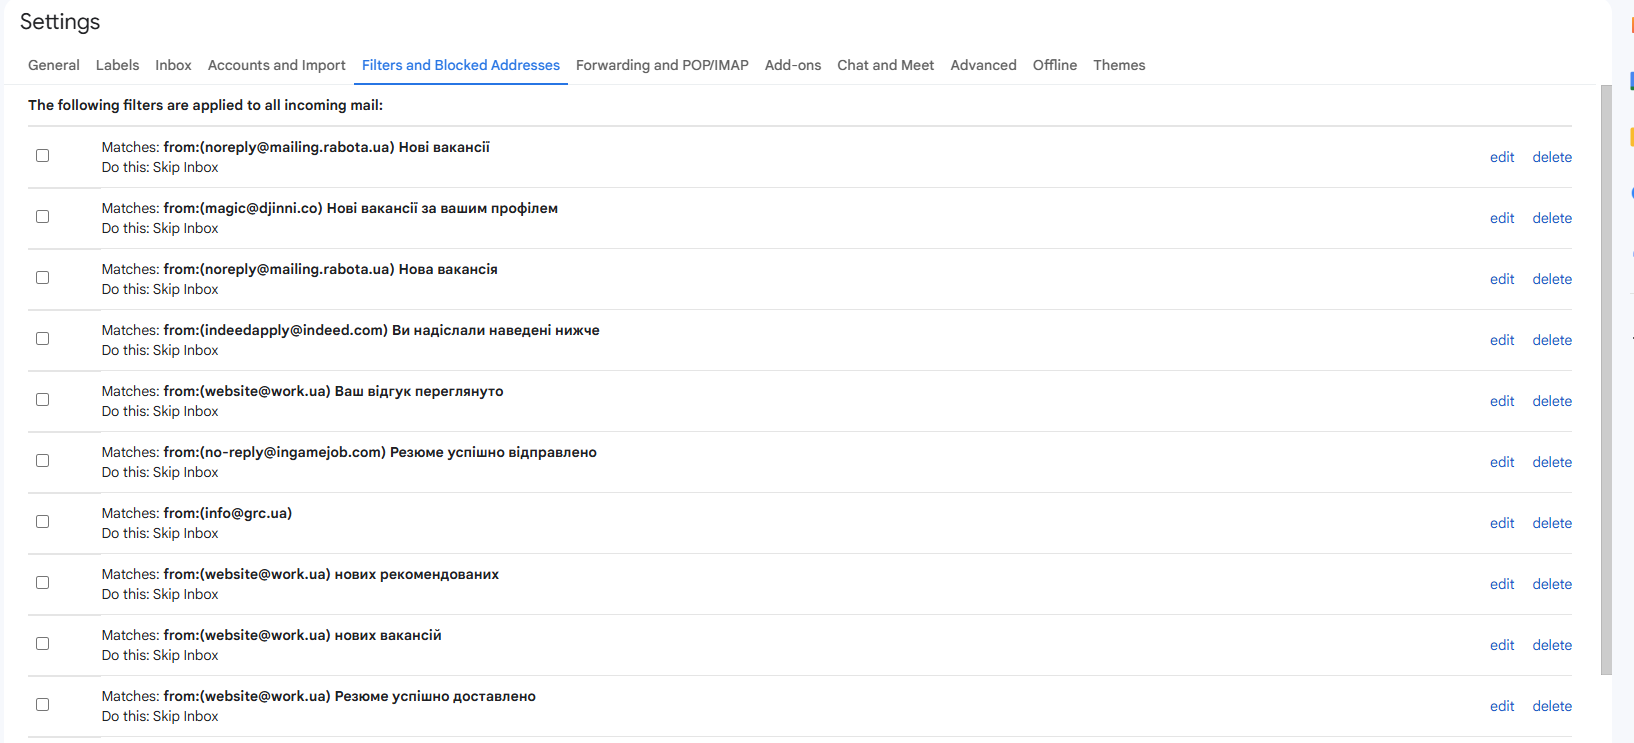 Settings
General Labels Inbox Accounts and Import Filters and Blocked Addresses Forwarding and POP/IMAP Add-ons Chat and Meet Advanced Offline Themes
The following filters are applied to all incoming mail:
Matches: from:(noreply@mailing.rabota.ua) Нові вакансії
Do this: Skip Inbox
edit delete
Matches: from:(magic@djinni.co) Нові вакансії за вашим профілем
Do this: Skip Inbox
edit delete
Matches: from:(noreply@mailing.rabota.ua) Нова вакансія
Do this: Skip Inbox
edit delete
Matches: from:(indeedapply@indeed.com) Ви надіслали наведені нижче
Do this: Skip Inbox
edit delete
Matches: from:(website@work.ua) Ваш відгук переглянуто
Do this: Skip Inbox
edit delete
Matches: from:(no-reply@ingamejob.com) Резюме успішно відправлено
Do this: Skip Inbox
edit delete
Matches: from:(info@grc.ua)
Do this: Skip Inbox
edit delete
Matches: from:(website@work.ua) нових рекомендованих
Do this: Skip Inbox
edit delete
Matches: from:(website@work.ua) нових вакансій
Do this: Skip Inbox
edit delete
Matches: from:(website@work.ua) Резюме успішно доставлено
Do this: Skip Inbox
edit delete